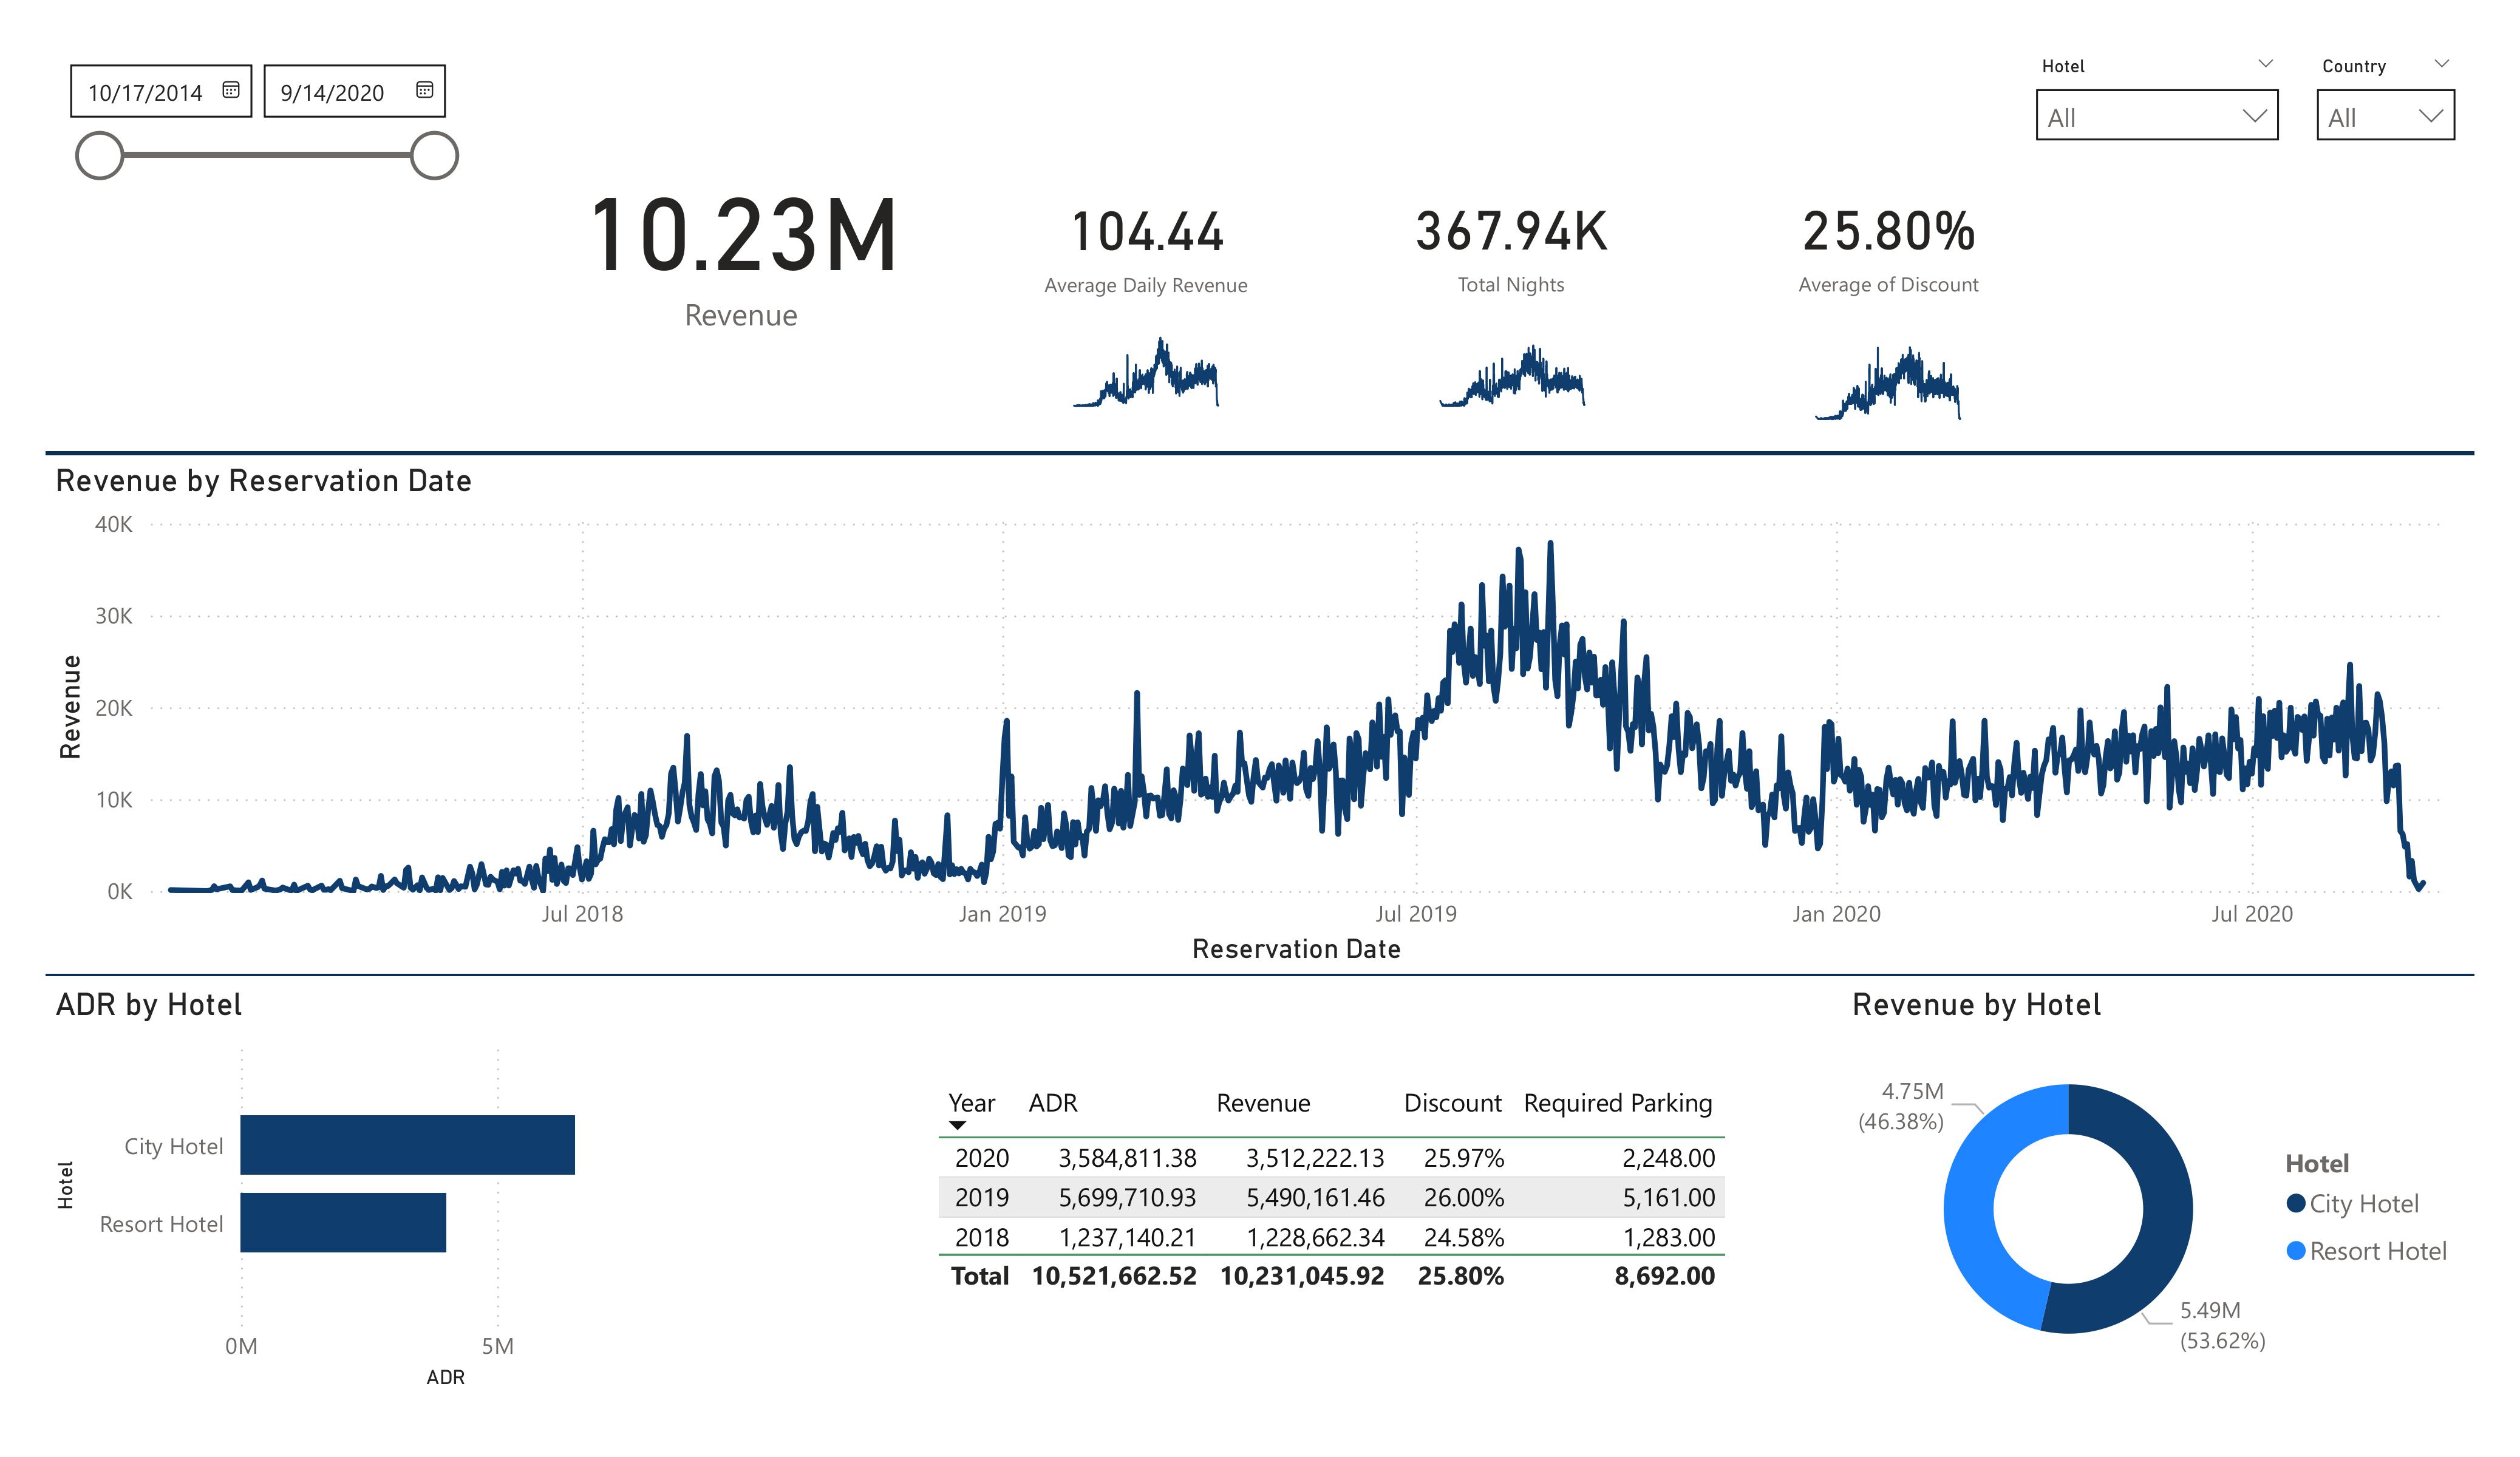 10/17/2014
9/14/2020
Hotel
All
Country
All
10.23M
Revenue
104.44
Average Daily Revenue
367.94K
Total Nights
25.80%
Average of Discount
Revenue by Reservation Date
Revenue
40K
30K
20K
10K
0K
Jul 2018
Jan 2019
Jul 2019
Jan 2020
Jul 2020
Reservation Date
ADR by Hotel
Hotel
City Hotel
Resort Hotel
0M
5M
ADR
Year ADR Revenue Discount Required Parking
2020 3,584,811.38 3,512,222.13 25.97% 2,248.00
2019 5,699,710.93 5,490,161.46 26.00% 5,161.00
2018 1,237,140.21 1,228,662.34 24.58% 1,283.00
Total 10,521,662.52 10,231,045.92 25.80% 8,692.00
Revenue by Hotel
4.75M
(46.38%)
5.49M
(53.62%)
Hotel
City Hotel
Resort Hotel